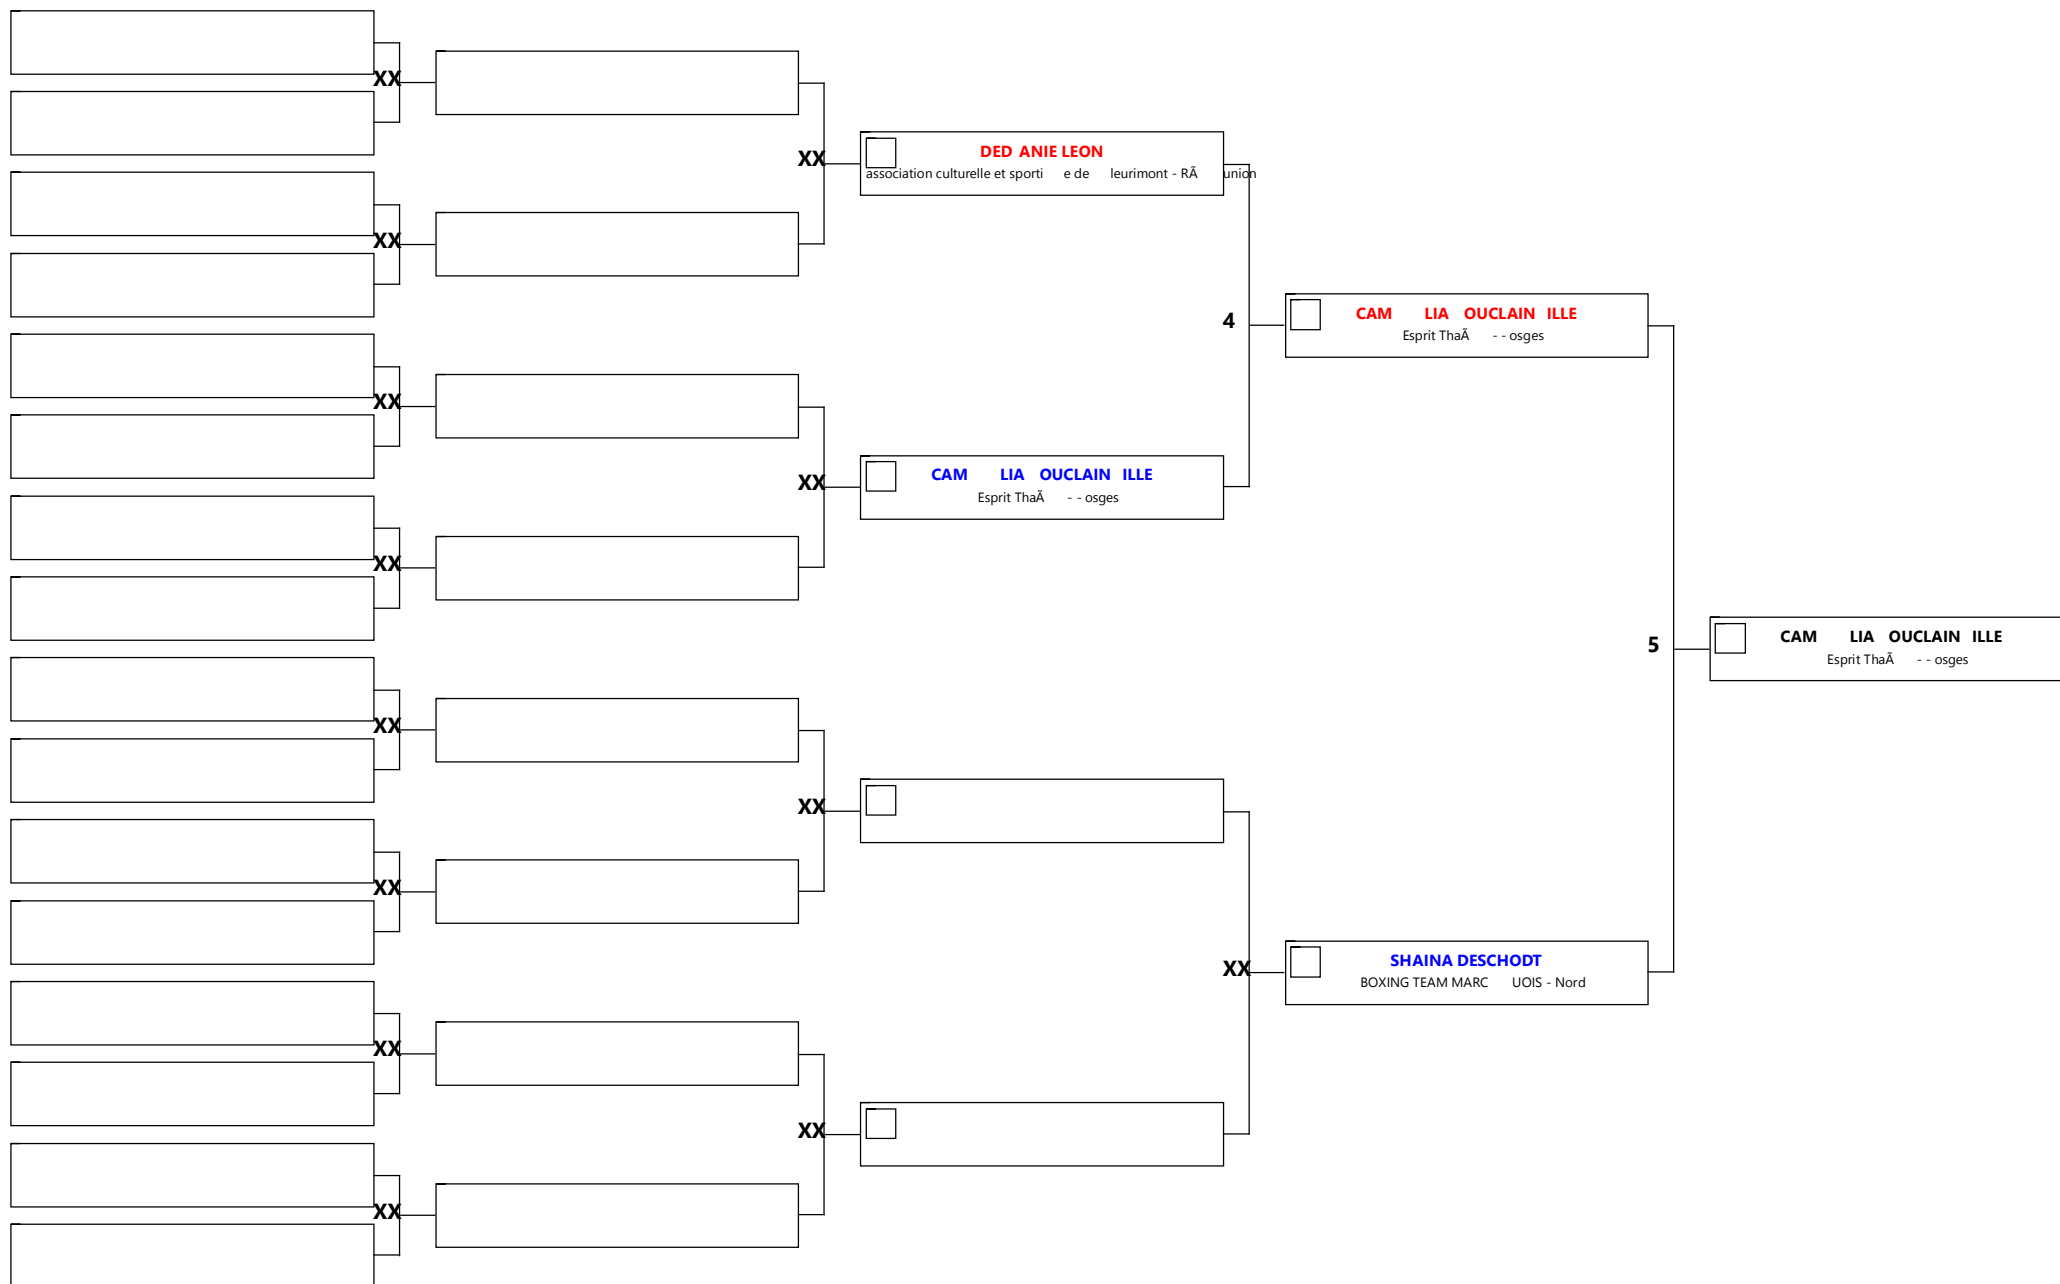 XX
XX
DED ANIE LEON
association culturelle et sporti e de leurimont - RÃ union
XX
4
CAM LIA OUCLAIN ILLE
Esprit ThaÃ - - osges
XX
XX
CAM LIA OUCLAIN ILLE
Esprit ThaÃ - - osges
XX
5
CAM LIA OUCLAIN ILLE
Esprit ThaÃ - - osges
XX
XX
XX
XX
SHAINA DESCHODT
BOXING TEAM MARC UOIS - Nord
XX
XX
XX